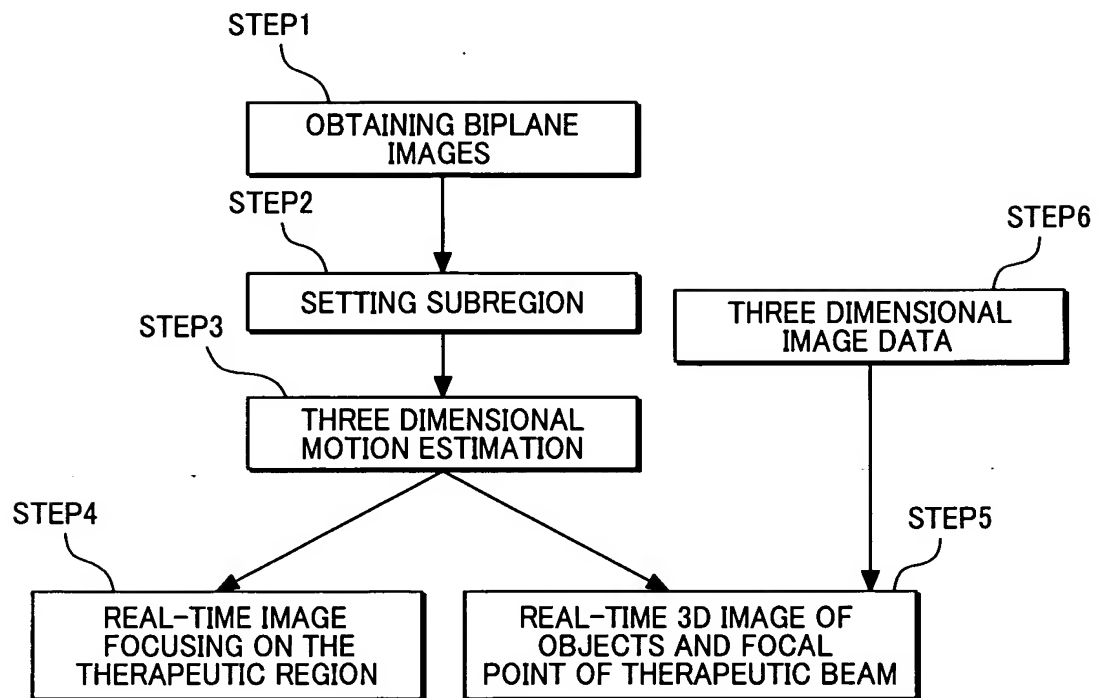 STEP1
OBTAINING BIPLANE
IMAGES
STEP2
SETTING SUBREGION
STEP6
THREE DIMENSIONAL
IMAGE DATA
STEP3
THREE DIMENSIONAL
MOTION ESTIMATION
STEP4
REAL-TIME IMAGE
FOCUSING ON THE
THERAPEUTIC REGION
STEP5
REAL-TIME 3D IMAGE OF
OBJECTS AND FOCAL
POINT OF THERAPEUTIC BEAM